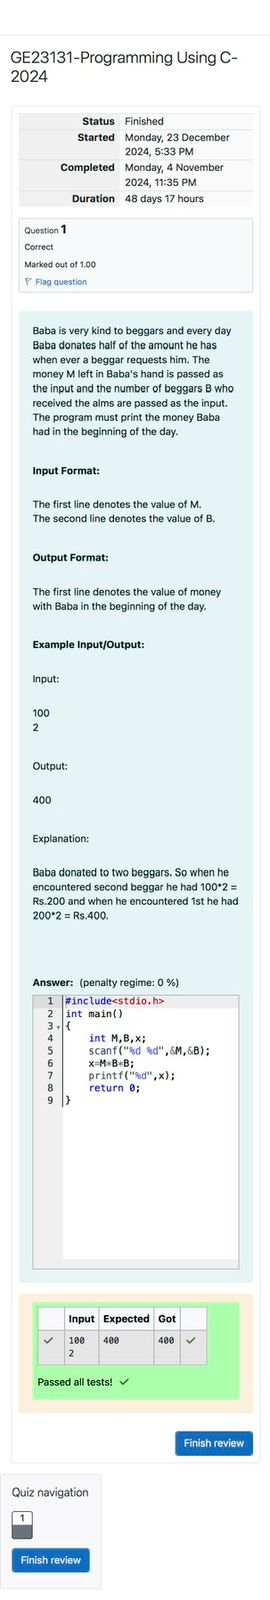 GE23131-Programming Using C-
2024
Status Finished
Started Monday, 23 December
2024, 5:33 PM
Completed Monday, 4 November
2024, 11:35 PM
Duration 48 days 17 hours
Question 1
Correct
Marked out of 1.00
Flag question
Baba is very kind to beggars and every day
Baba donates half of the amount he has
when ever a beggar requests him. The
money M left in Baba's hand is passed as
the input and the number of beggars B who
received the alms are passed as the input.
The program must print the money Baba
had in the beginning of the day.
Input Format:
The first line denotes the value of M.
The second line denotes the value of B.
Output Format:
The first line denotes the value of money
with Baba in the beginning of the day.
Example Input/Output:
Input:
100
2
Output:
400
Explanation:
Baba donated to two beggars. So when he
encountered second beggar he had 100*2 =
Rs.200 and when he encountered 1st he had
200*2 = Rs.400.
Answer: (penalty regime: 0 %)
1 #include<stdio.h>
2 int main()
3 {
4 int M,B,x;
5 scanf("%d %d",&M,&B);
6 x=M*B*B;
7 printf("%d",x);
8 return 0;
9 }
Input Expected Got
100 400 400
2
Passed all tests!
Finish review
Quiz navigation
1
Finish review